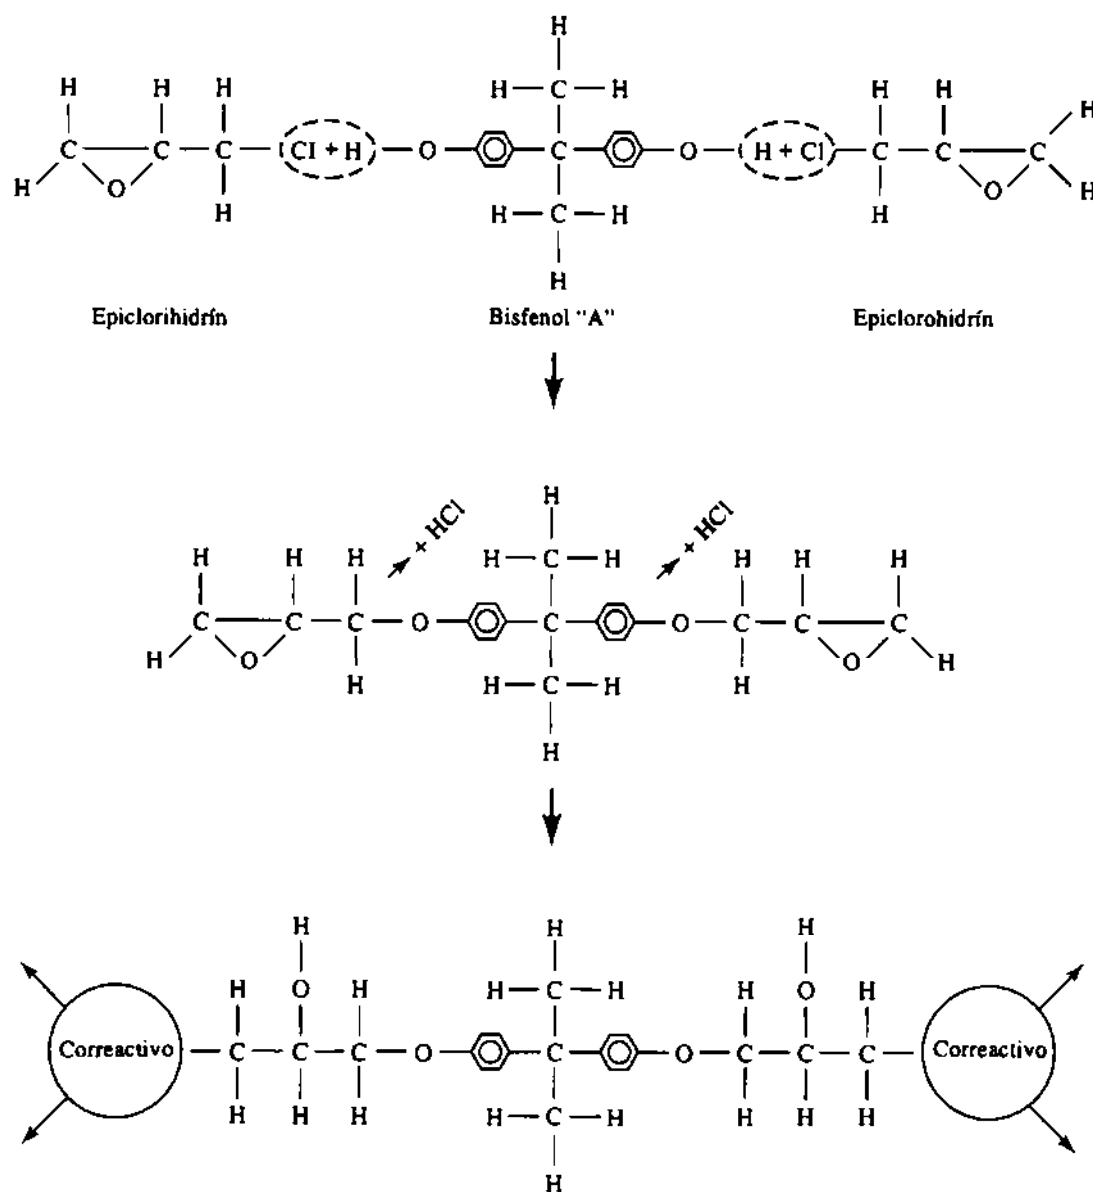 H
H H H H — C — H H H
H
C C C Cl + H O C O H + Cl C C C
H O O H
H H — C — H H
H
Epiclorihidrín Bisfenol "A" Epiclorohidrín
H
+ HCl + HCl
H H H H — C — H H H H
C C C O C O C C C
H O O H
H H — C — H H
H
H H H
H O H H — C — H H O H
Correactivo C C C O C O C C C Correactivo
H H H H — C — H H H H
H